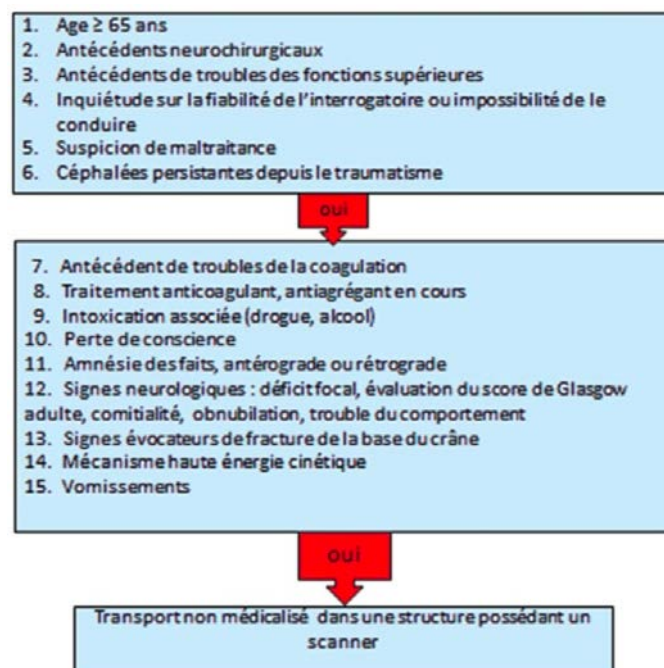 1. Age ≥ 65 ans
2. Antécédents neurochirurgicaux
3. Antécédents de troubles des fonctions supérieures
4. Inquiétude sur la fiabilité de l'interrogatoire ou impossibilité de le
conduire
5. Suspicion de maltraitance
6. Céphalées persistantes depuis le traumatisme
oui
7. Antécédent de troubles de la coagulation
8. Traitement anticoagulant, antiagrégant en cours
9. Intoxication associée (drogue, alcool)
10. Perte de conscience
11. Amnésie des faits, antérograde ou rétrograde
12. Signes neurologiques : déficit focal, évaluation du score de Glasgow
adulte, comitialité, obnubilation, trouble du comportement
13. Signes évocateurs de fracture de la base du crâne
14. Mécanisme haute énergie cinétique
15. Vomissements
oui
Transport non médicalisé dans une structure possédant un
scanner